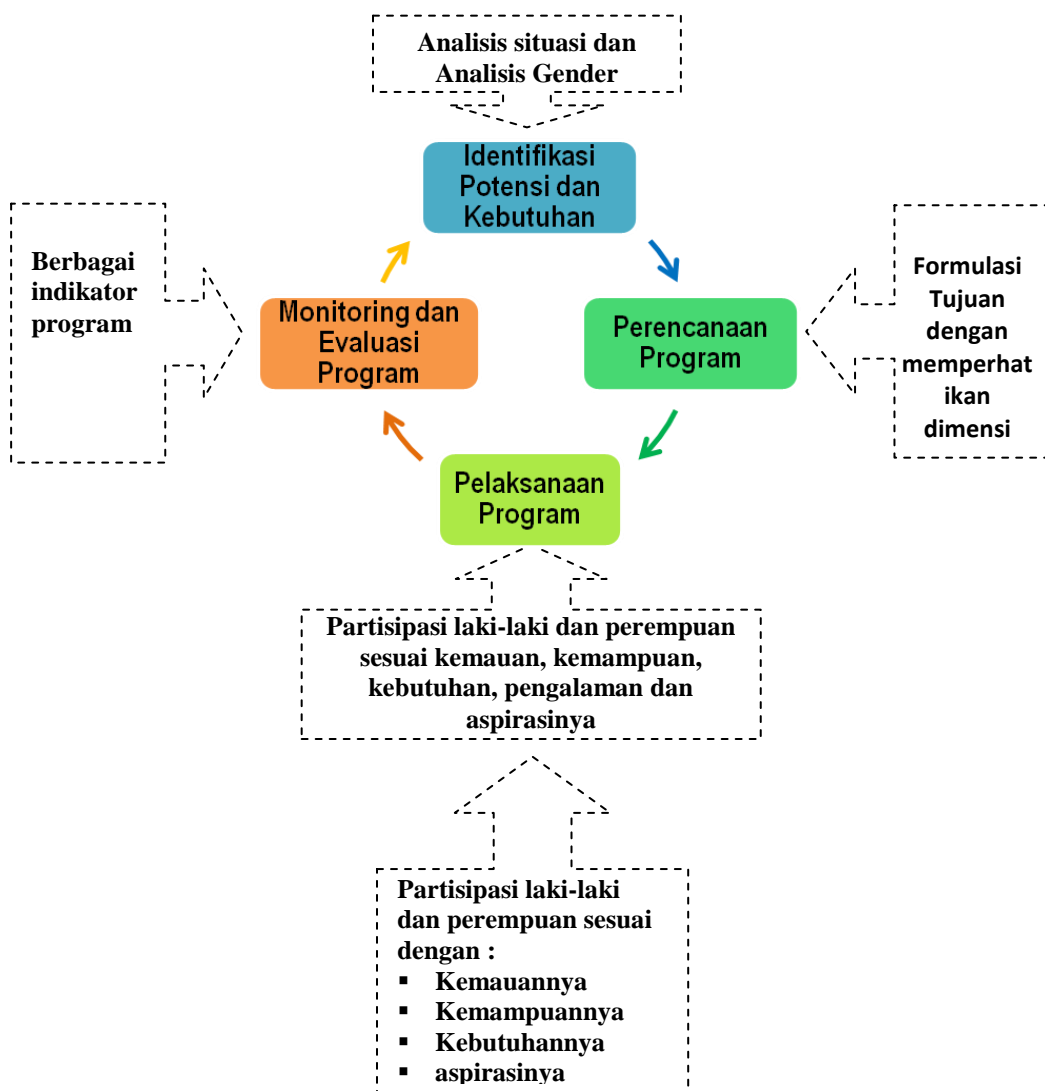 Analisis situasi dan
Analisis Gender
Identifikasi
Potensi dan
Kebutuhan
Berbagai
indikator
program
Monitoring dan
Evaluasi
Program
Perencanaan
Program
Formulasi
Tujuan
dengan
memperhat
ikan
dimensi
Pelaksanaan
Program
Partisipasi laki-laki dan perempuan
sesuai kemauan, kemampuan,
kebutuhan, pengalaman dan
aspirasinya
Partisipasi laki-laki
dan perempuan sesuai
dengan :
▪ Kemauannya
▪ Kemampuannya
▪ Kebutuhannya
▪ aspirasinya